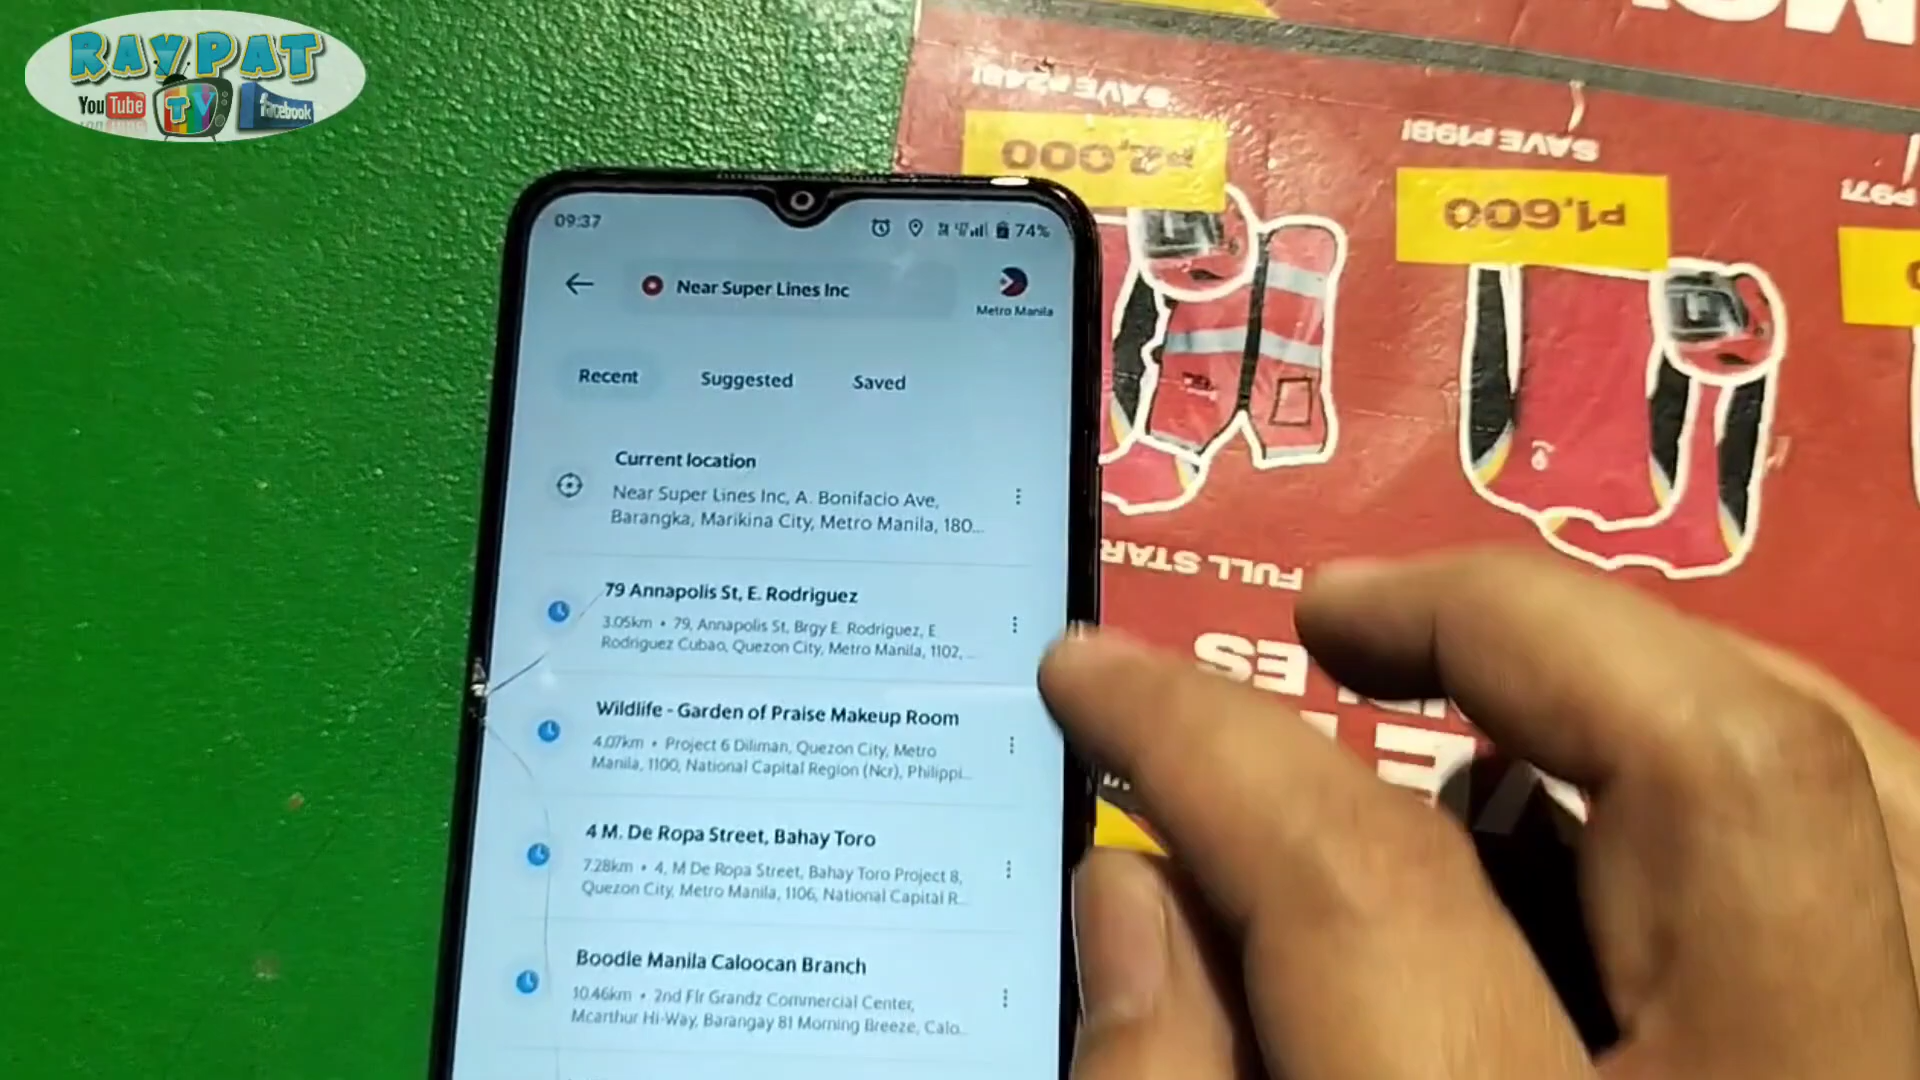 RAYPAT
YouTube
TV
facebook
09:37
74%
Near Super Lines Inc
Metro Manila
Recent
Suggested
Saved
Current location
Near Super Lines Inc, A. Bonifacio Ave,
Barangka, Marikina City, Metro Manila, 180...
79 Annapolis St, E. Rodriguez
3.05km • 79, Annapolis St, Brgy E. Rodriguez, E
Rodriguez Cubao, Quezon City, Metro Manila, 1102, ...
Wildlife - Garden of Praise Makeup Room
4.07km • Project 6 Diliman, Quezon City, Metro
Manila, 1100, National Capital Region (Ncr), Philippi...
4 M. De Ropa Street, Bahay Toro
7.28km • 4, M De Ropa Street, Bahay Toro Project 8,
Quezon City, Metro Manila, 1106, National Capital R...
Boodle Manila Caloocan Branch
10.46km • 2nd Flr Grandz Commercial Center,
Mcarthur Hi-Way, Barangay 81 Morning Breeze, Calo...
SAVE ₱248!
₱2,000
SAVE ₱198!
₱1,600
₱97!
FULL STAR